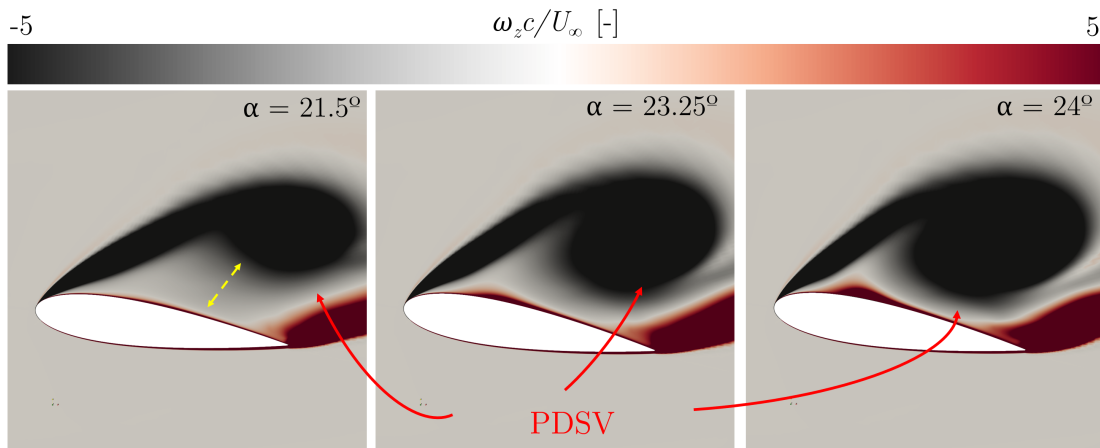 -5 ω_z c/U_∞ [-] 5
α = 21.5º
α = 23.25º
α = 24º
PDSV